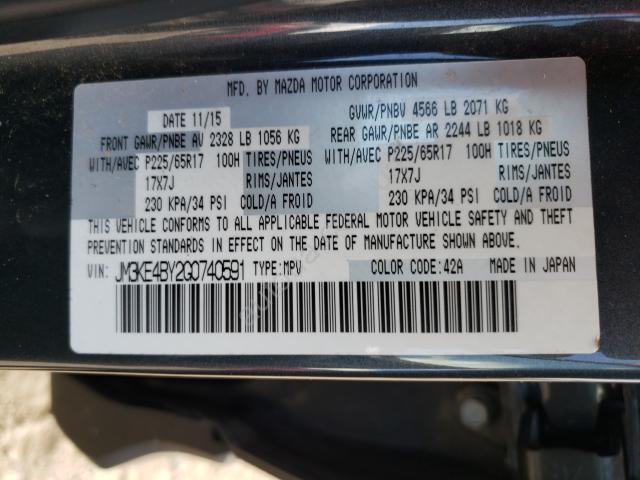 MFD. BY MAZDA MOTOR CORPORATION
DATE 11/15 GVWR/PNBV 4566 LB 2071 KG
FRONT GAWR/PNBE AV 2328 LB 1056 KG REAR GAWR/PNBE AR 2244 LB 1018 KG
WITH/AVEC P225/65R17 100H TIRES/PNEUS WITH/AVEC P225/65R17 100H TIRES/PNEUS
17X7J RIMS/JANTES 17X7J RIMS/JANTES
230 KPA/34 PSI COLD/A FROID 230 KPA/34 PSI COLD/A FROID
THIS VEHICLE CONFORMS TO ALL APPLICABLE FEDERAL MOTOR VEHICLE SAFETY AND THEFT
PREVENTION STANDARDS IN EFFECT ON THE DATE OF MANUFACTURE SHOWN ABOVE.
VIN: JM3KE4BY2G0740591 TYPE:MPV COLOR CODE:42A MADE IN JAPAN